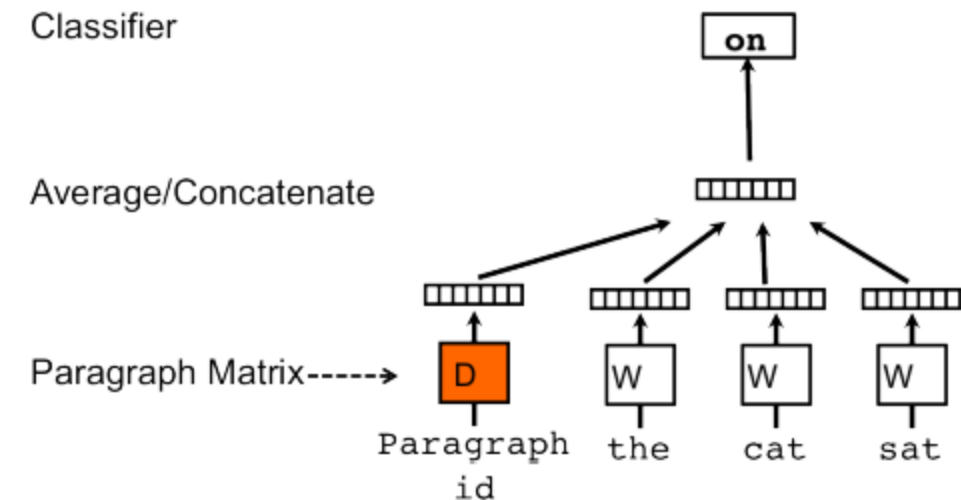 Classifier
on
Average/Concatenate
Paragraph Matrix
D
W
W
W
Paragraph
id
the
cat
sat